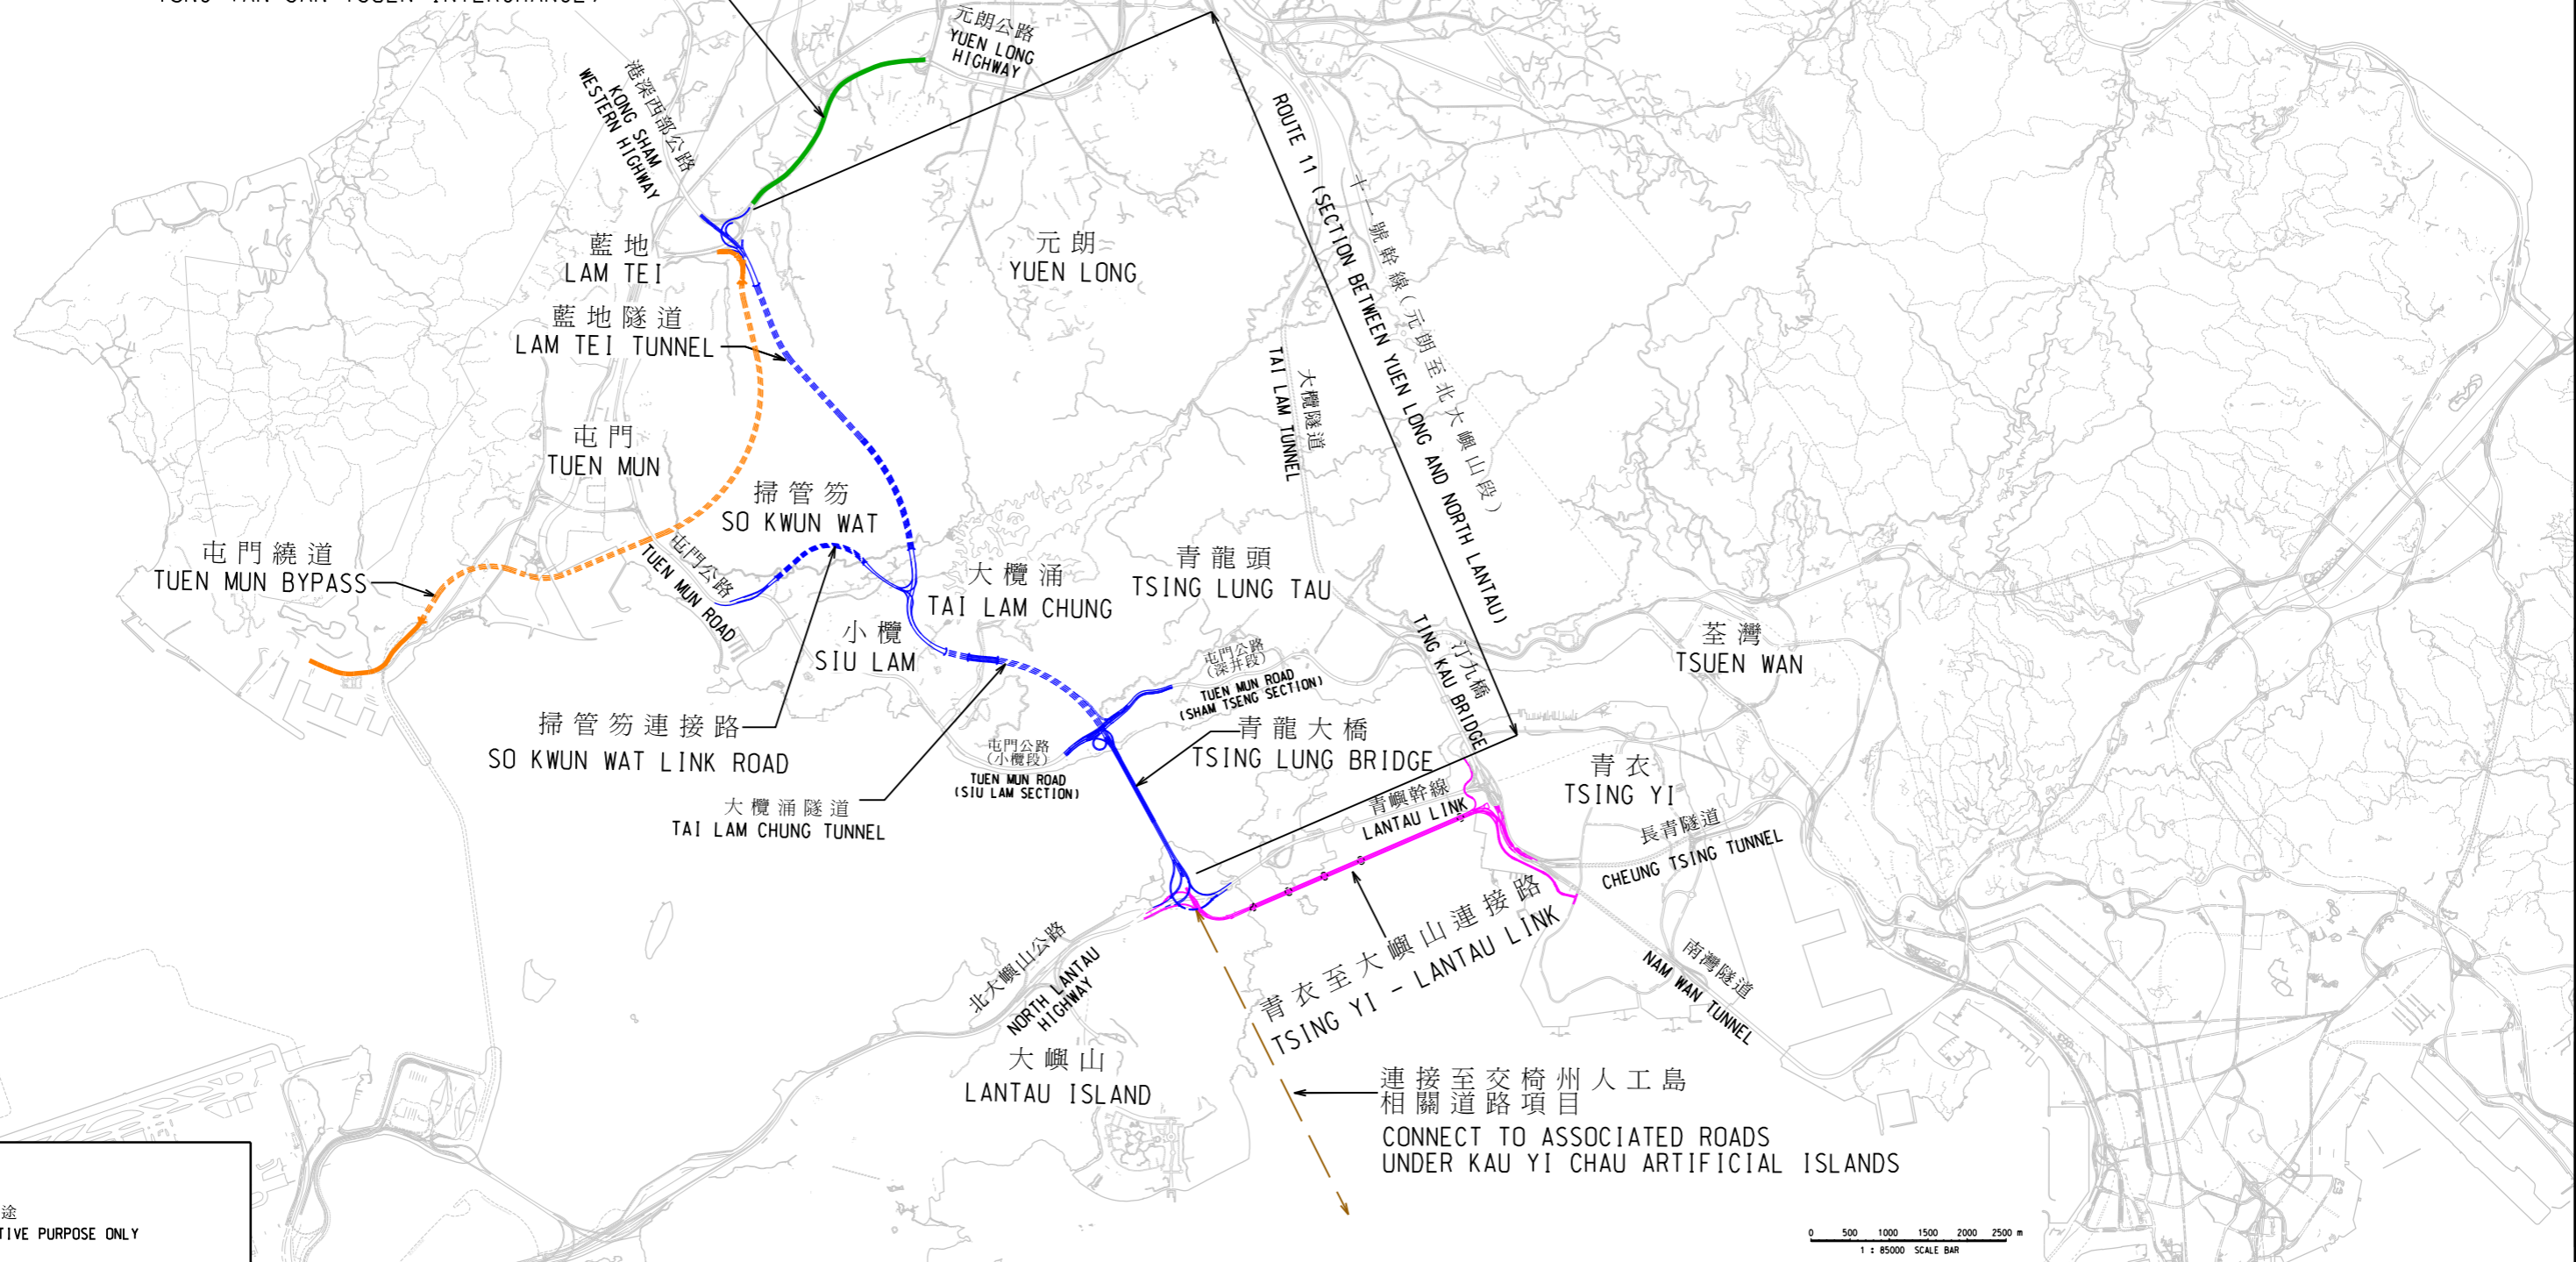 元朗公路
YUEN LONG
HIGHWAY
港深西部公路
KONG SHAM
WESTERN HIGHWAY
ROUTE 11 (SECTION BETWEEN YUEN LONG AND NORTH LANTAU)
十一號幹線(元朗至北大嶼山段)
藍地
LAM TEI
元朗
YUEN LONG
藍地隧道
LAM TEI TUNNEL
大欖隧道
TAI LAM TUNNEL
屯門
TUEN MUN
掃管笏
SO KWUN WAT
屯門繞道
TUEN MUN BYPASS
屯門公路
TUEN MUN ROAD
大欖涌
TAI LAM CHUNG
青龍頭
TSING LUNG TAU
小欖
SIU LAM
荃灣
TSUEN WAN
汀九橋
TING KAU BRIDGE
屯門公路
(深井段)
TUEN MUN ROAD
(SHAM TSENG SECTION)
掃管笏連接路
SO KWUN WAT LINK ROAD
屯門公路
(小欖段)
TUEN MUN ROAD
(SIU LAM SECTION)
青龍大橋
TSING LUNG BRIDGE
青衣
TSING YI
大欖涌隧道
TAI LAM CHUNG TUNNEL
青嶼幹線
LANTAU LINK
長青隧道
CHEUNG TSING TUNNEL
青衣至大嶼山連接路
TSING YI - LANTAU LINK
北大嶼山公路
NORTH LANTAU
HIGHWAY
南灣隧道
NAM WAN TUNNEL
大嶼山
LANTAU ISLAND
連接至交椅州人工島
相關道路項目
CONNECT TO ASSOCIATED ROADS
UNDER KAU YI CHAU ARTIFICIAL ISLANDS
途
TIVE PURPOSE ONLY
0 500 1000 1500 2000 2500 m
1 : 85000 SCALE BAR